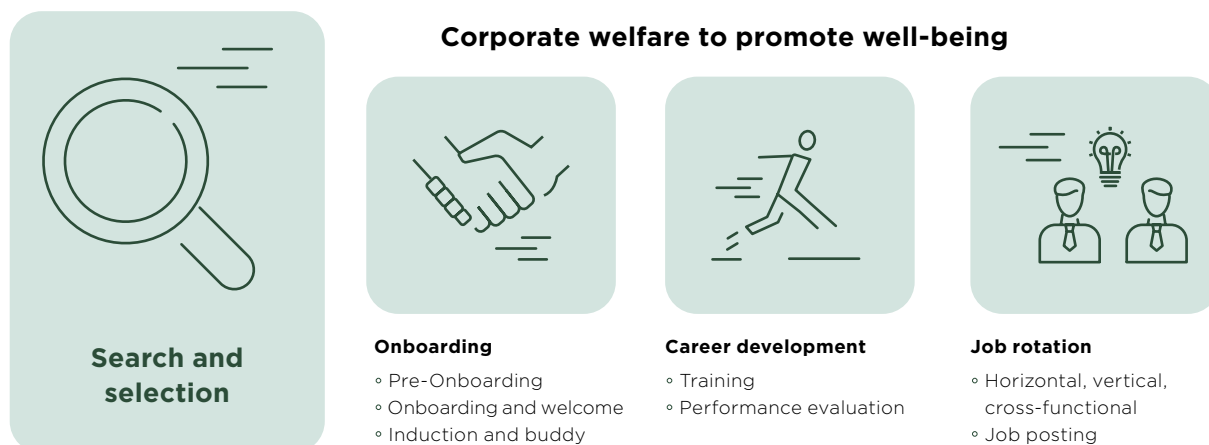 Corporate welfare to promote well-being
Search and
selection
Onboarding
◦ Pre-Onboarding
◦ Onboarding and welcome
◦ Induction and buddy
Career development
◦ Training
◦ Performance evaluation
Job rotation
◦ Horizontal, vertical,
cross-functional
◦ Job posting